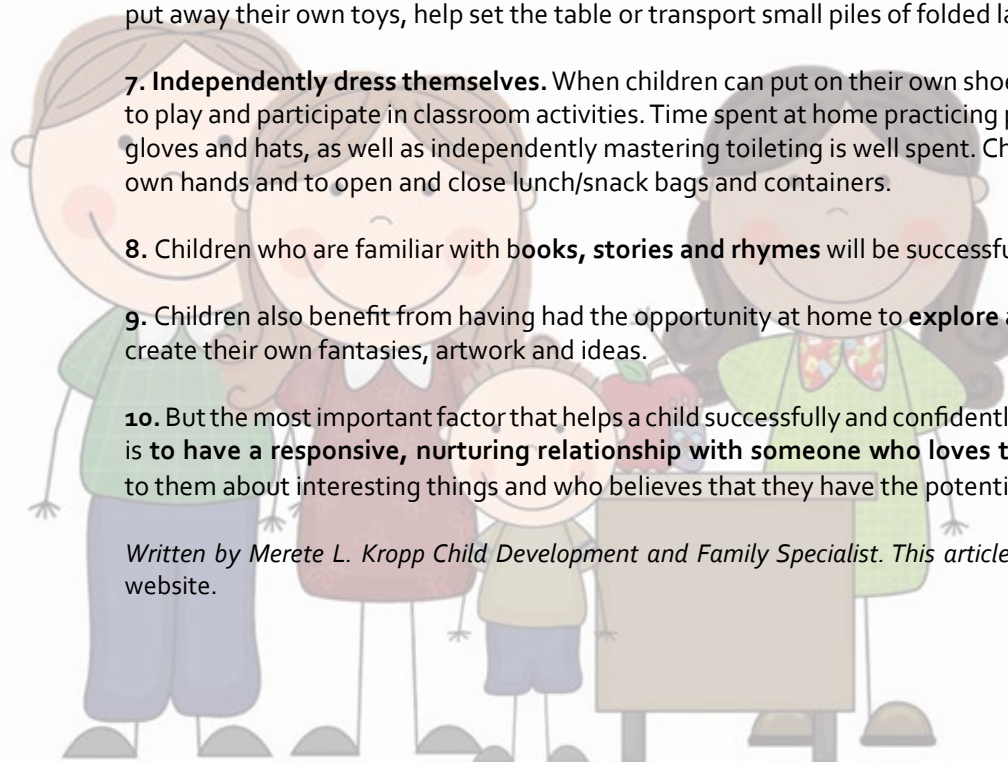 put away their own toys, help set the table or transport small piles of folded
7. Independently dress themselves. When children can put on their own
to play and participate in classroom activities. Time spent at home practicing
gloves and hats, as well as independently mastering toileting is well spent.
own hands and to open and close lunch/snack bags and containers.
8. Children who are familiar with books, stories and rhymes will be
9. Children also benefit from having had the opportunity at home to explore
create their own fantasies, artwork and ideas.
10. But the most important factor that helps a child successfully and
is to have a responsive, nurturing relationship with someone who loves
to them about interesting things and who believes that they have the
Written by Merete L. Kropp Child Development and Family Specialist. This article
website.